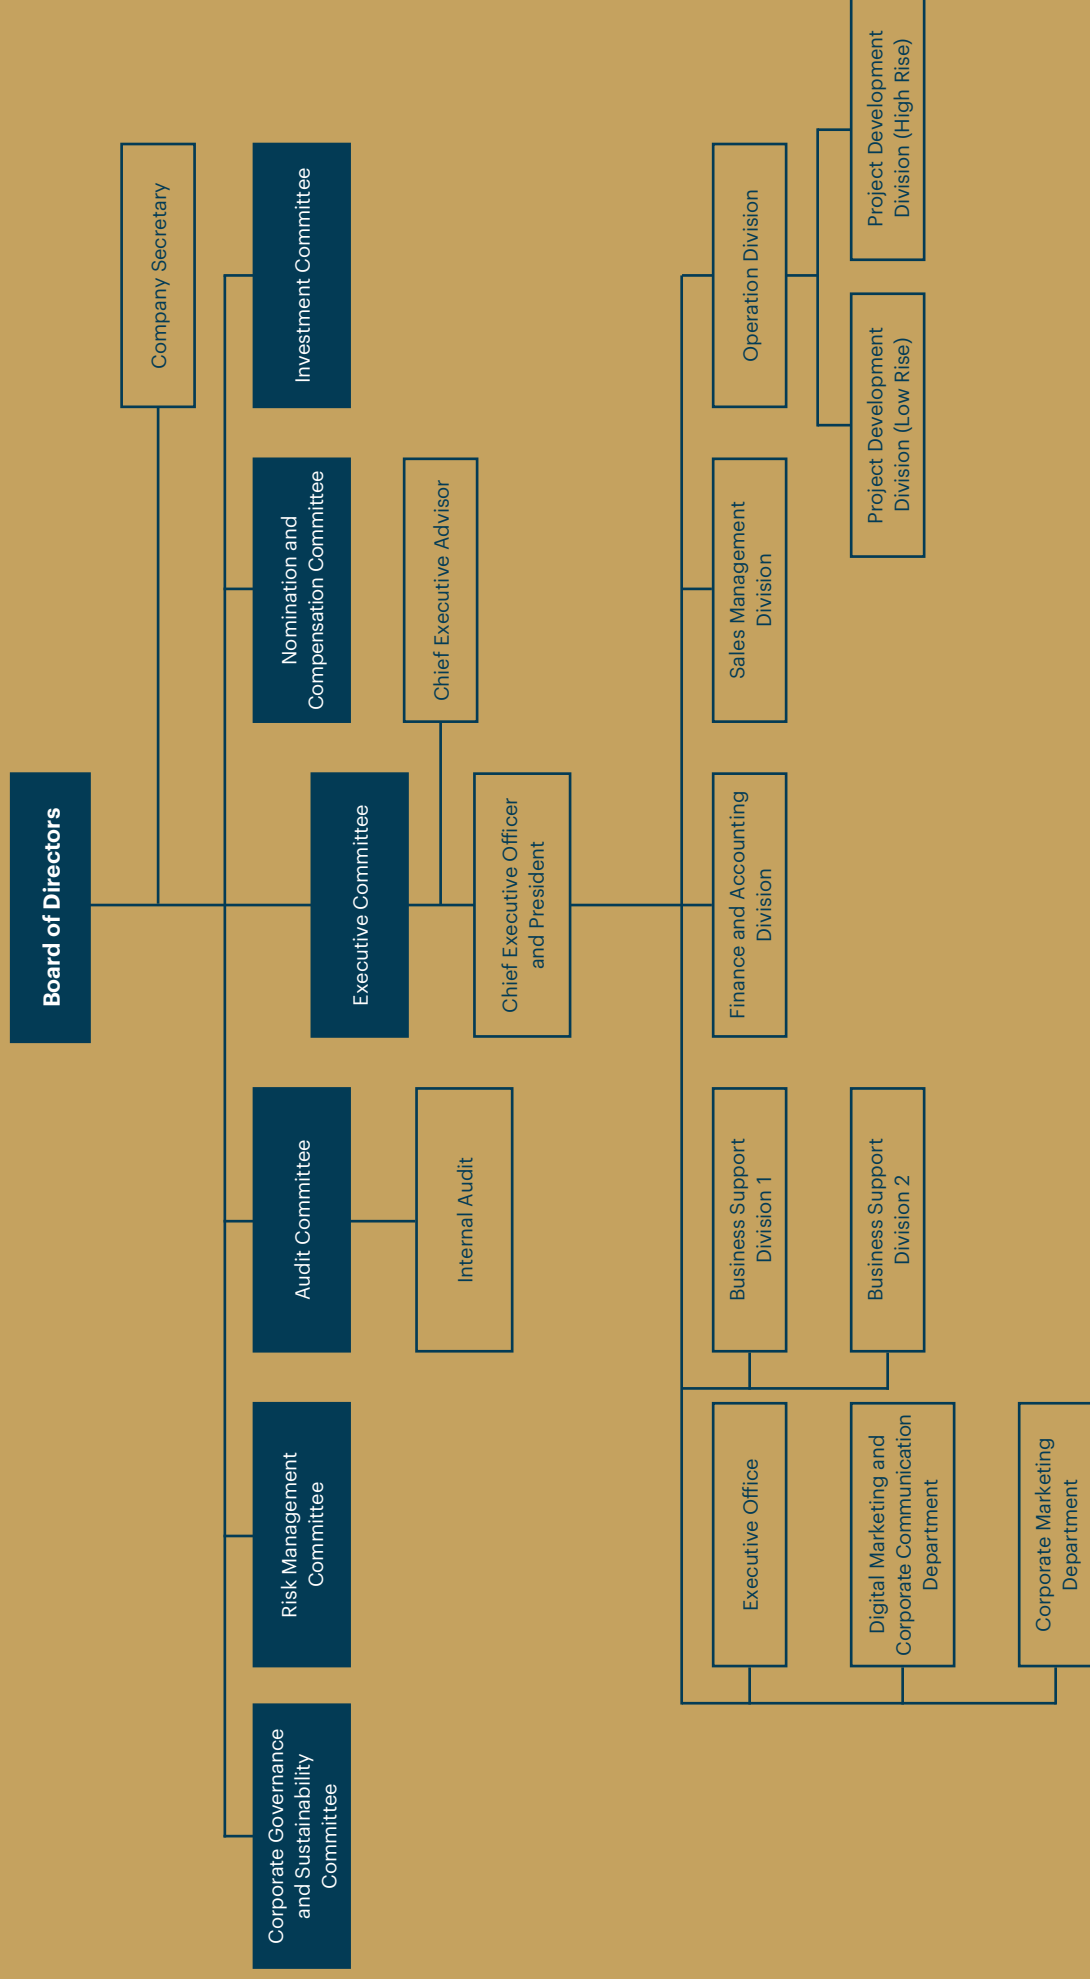 Board of Directors
Company Secretary
Corporate Governance
and Sustainability
Committee
Risk Management
Committee
Audit Committee
Executive Committee
Nomination and
Compensation Committee
Investment Committee
Internal Audit
Chief Executive Advisor
Chief Executive Officer
and President
Executive Office
Business Support
Division 1
Finance and Accounting
Division
Sales Management
Division
Operation Division
Digital Marketing and
Corporate Communication
Department
Business Support
Division 2
Project Development
Division (Low Rise)
Project Development
Division (High Rise)
Corporate Marketing
Department